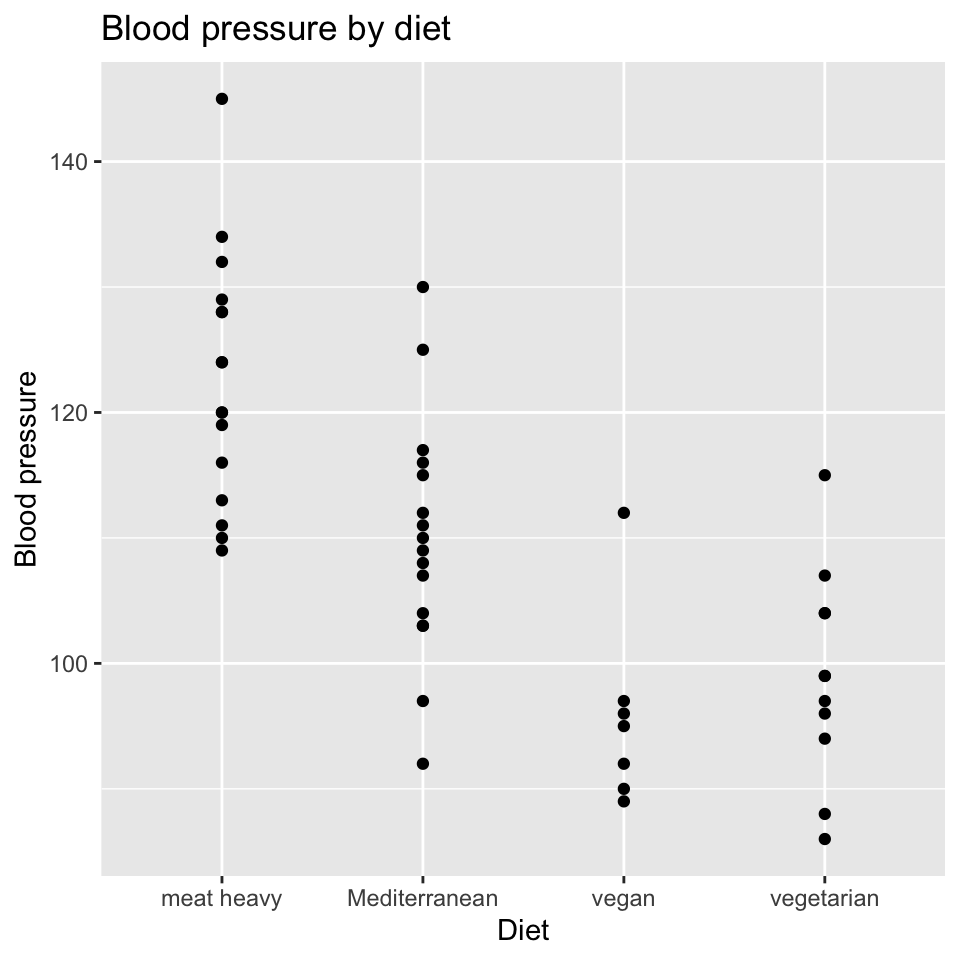 Blood pressure by diet
140
120
100
Blood pressure
meat heavy
Mediterranean
vegan
vegetarian
Diet